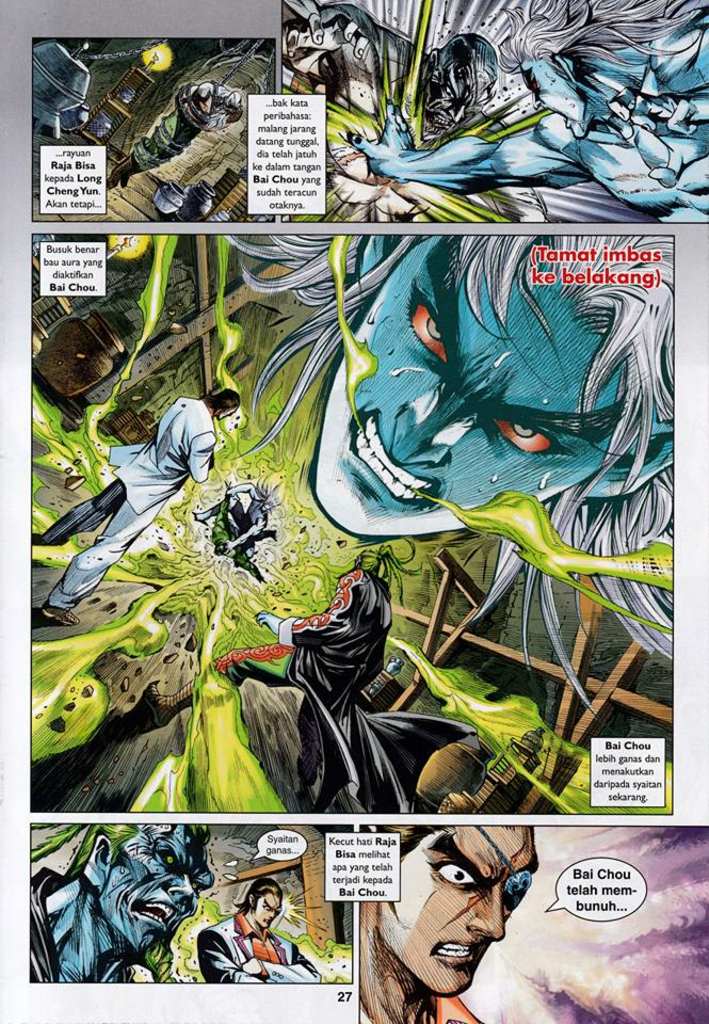 ...rayuan
Raja Bisa
kepada Long
Cheng Yun.
Akan tetapi...
...bak kata
peribahasa:
malang jarang
datang tunggal,
dia telah jatuh
ke dalam tangan
Bai Chou yang
sudah teracun
otaknya.
Busuk benar
bau aura yang
diaktifkan
Bai Chou.
(Tamat imbas
ke belakang)
Bai Chou
lebih ganas dan
menakutkan
daripada syaitan
sekarang.
Syaitan
ganas...
Kecut hati Raja
Bisa melihat
apa yang telah
terjadi kepada
Bai Chou.
Bai Chou
telah mem-
bunuh...
27